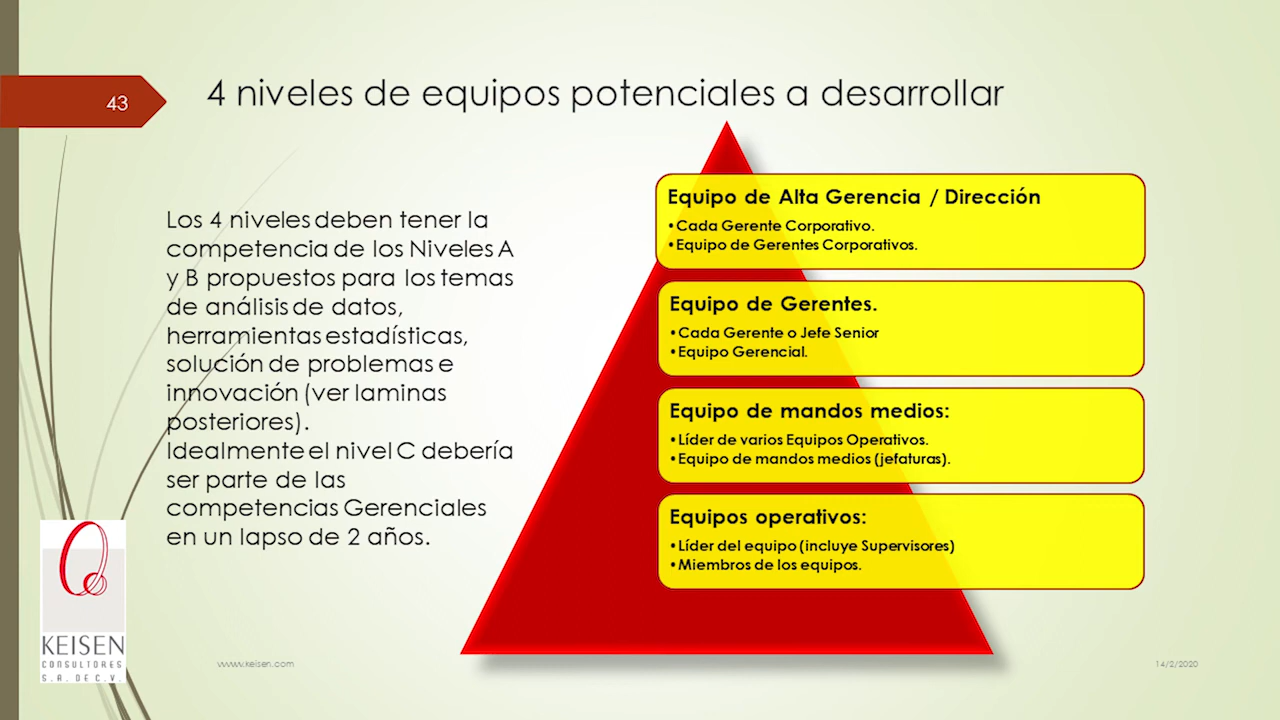 43
4 niveles de equipos potenciales a desarrollar
Los 4 niveles deben tener la
competencia de los Niveles A
y B propuestos para los temas
de análisis de datos,
herramientas estadísticas,
solución de problemas e
innovación (ver laminas
posteriores).
Idealmente el nivel C debería
ser parte de las
competencias Gerenciales
en un lapso de 2 años.
Equipo de Alta Gerencia / Dirección
•Cada Gerente Corporativo.
•Equipo de Gerentes Corporativos.
Equipo de Gerentes.
•Cada Gerente o Jefe Senior
•Equipo Gerencial.
Equipo de mandos medios:
•Líder de varios Equipos Operativos.
•Equipo de mandos medios (jefaturas).
Equipos operativos:
•Líder del equipo (incluye Supervisores)
•Miembros de los equipos.
KEISEN
CONSULTORES
S.A. DE C.V.
www.keisen.com
14/2/2020